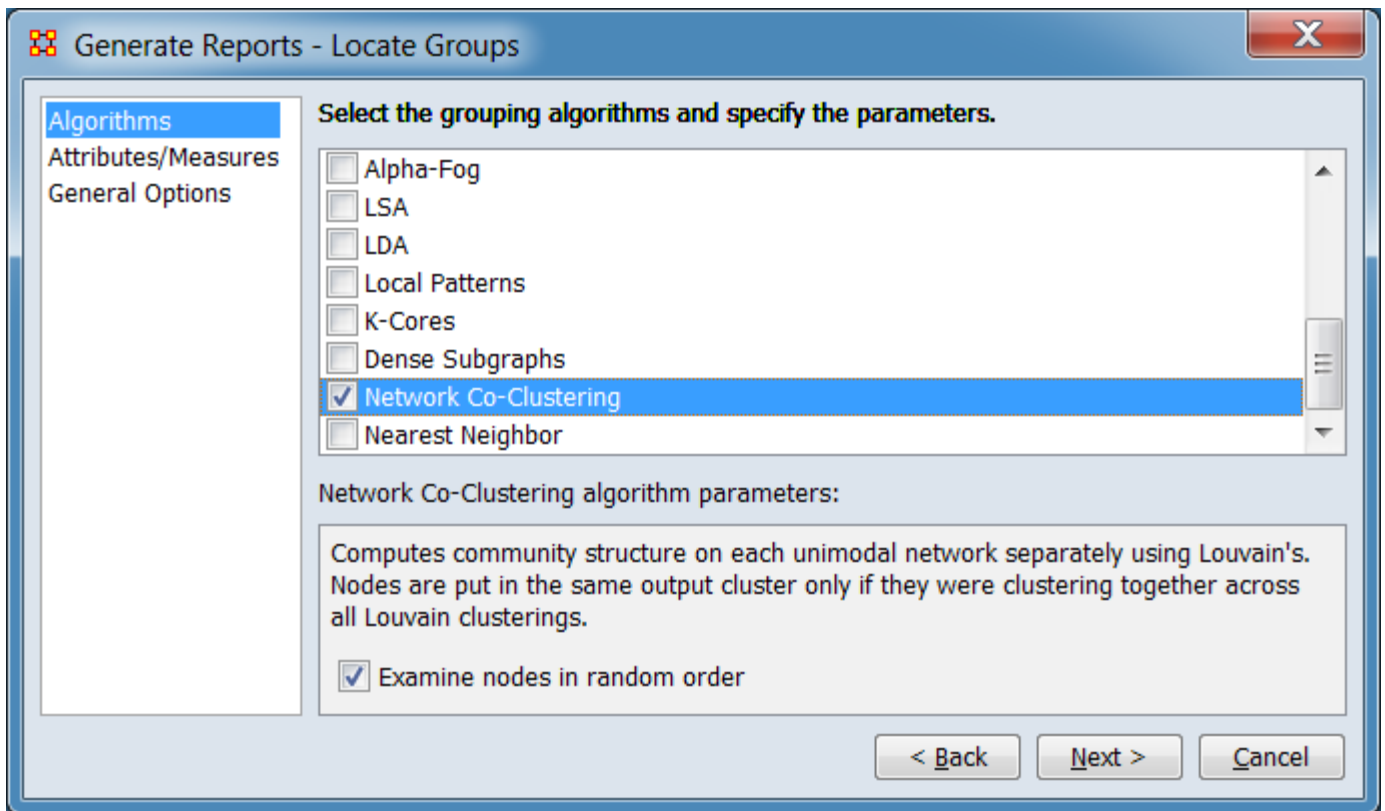 Generate Reports - Locate Groups
Algorithms
Attributes/Measures
General Options
Select the grouping algorithms and specify the parameters.
Alpha-Fog
LSA
LDA
Local Patterns
K-Cores
Dense Subgraphs
Network Co-Clustering
Nearest Neighbor
Network Co-Clustering algorithm parameters:
Computes community structure on each unimodal network separately using Louvain's.
Nodes are put in the same output cluster only if they were clustering together across
all Louvain clusterings.
Examine nodes in random order
< Back Next > Cancel